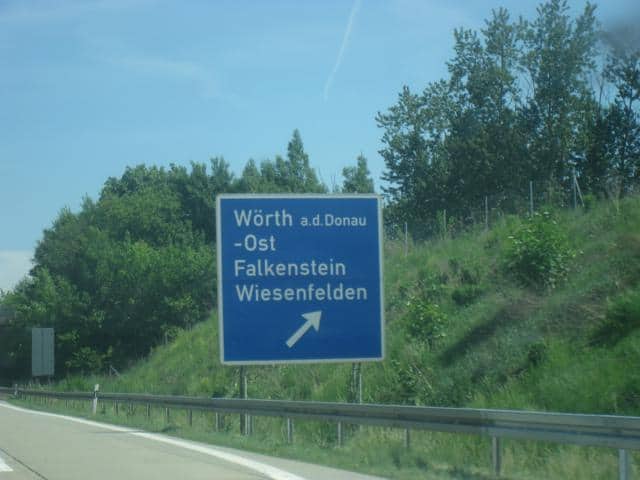 Wörth a.d.Donau
-Ost
Falkenstein
Wiesenfelden